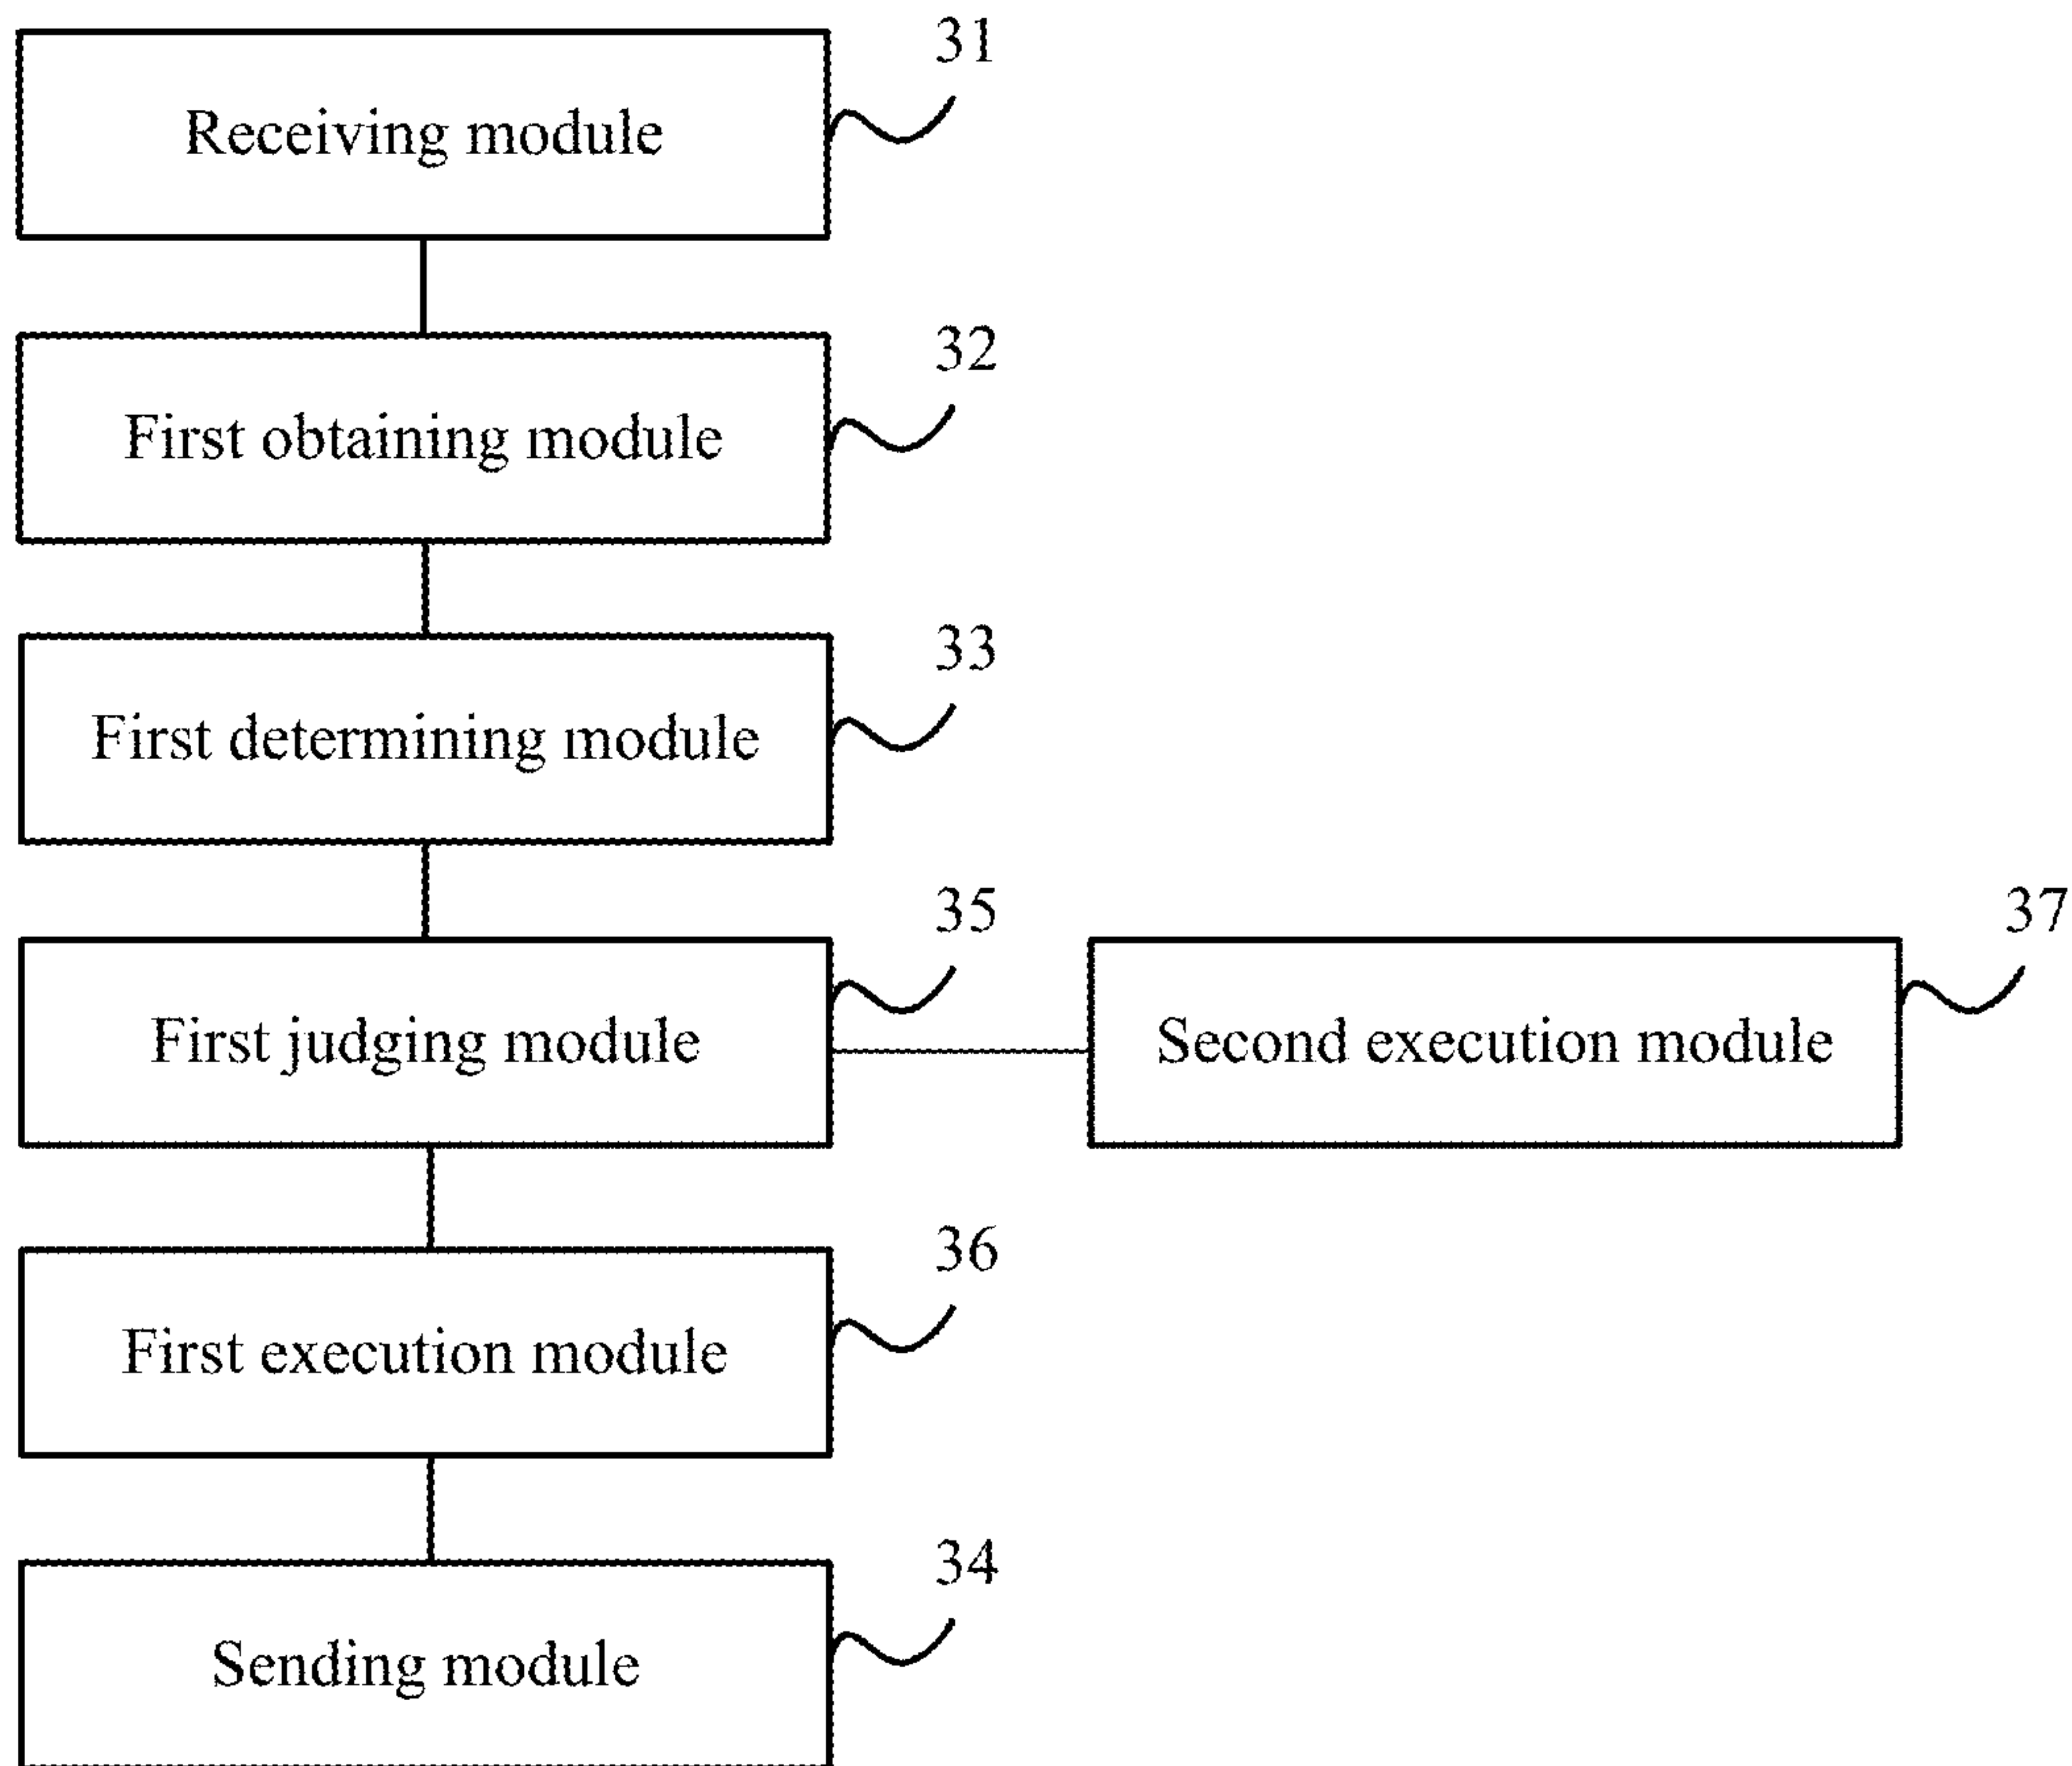 31
Receiving module
32
First obtaining module
33
First determining module
35
First judging module
37
Second execution module
36
First execution module
34
Sending module